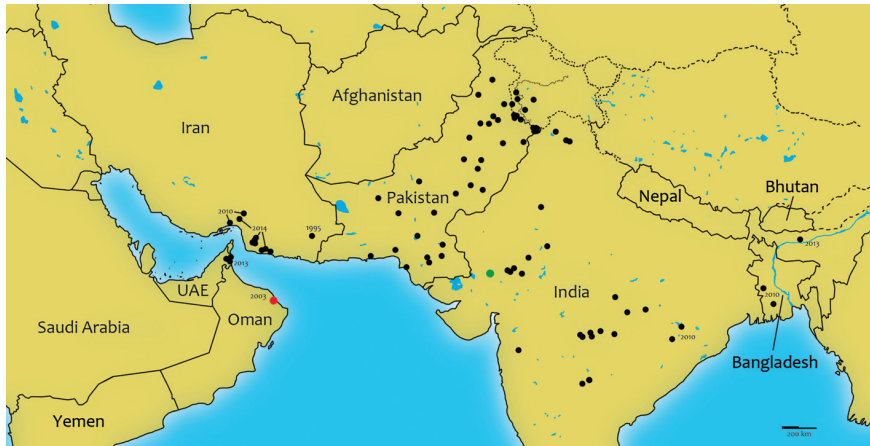 Afghanistan
Iran
Pakistan
Nepal
Bhutan
2010
2014
1995
2013
2013
UAE
2003
Oman
Saudi Arabia
India
2010
2010
Bangladesh
Yemen
200 km